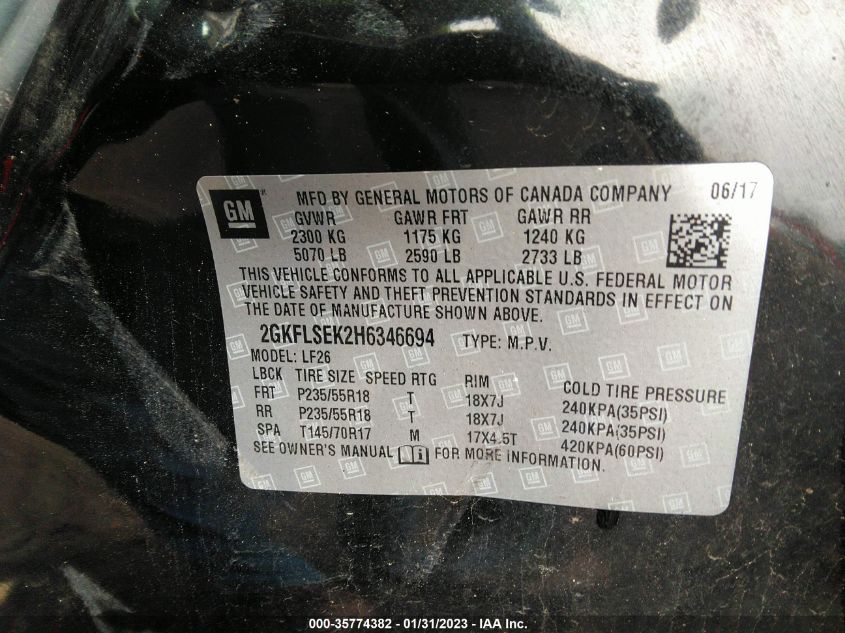 GM MFD BY GENERAL MOTORS OF CANADA COMPANY 06/17
GVWR GAWR FRT GAWR RR
2300 KG 1175 KG 1240 KG
5070 LB 2590 LB 2733 LB
THIS VEHICLE CONFORMS TO ALL APPLICABLE U.S. FEDERAL MOTOR
VEHICLE SAFETY AND THEFT PREVENTION STANDARDS IN EFFECT ON
THE DATE OF MANUFACTURE SHOWN ABOVE.
2GKFLSEK2H6346694 TYPE: M.P.V.
MODEL: LF26
LBCK TIRE SIZE SPEED RTG RIM COLD TIRE PRESSURE
FRT P235/55R18 T 18X7J 240KPA(35PSI)
RR P235/55R18 T 18X7J 240KPA(35PSI)
SPA T145/70R17 M 17X4.5T 420KPA(60PSI)
SEE OWNER'S MANUAL FOR MORE INFORMATION.
000-35774382 / 01/31/2023 - IAA Inc.